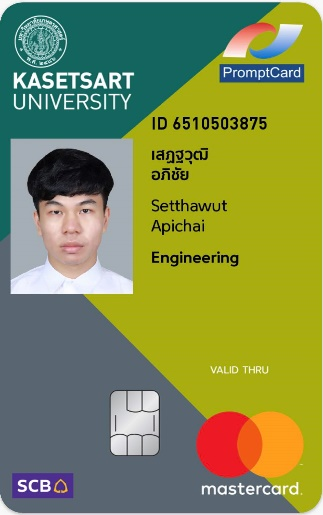 KASETSART
UNIVERSITY
PromptCard
ID 6510503875
เสฏฐวุฒิ
อภิชัย
Setthawut
Apichai
Engineering
VALID THRU
SCB
mastercard.